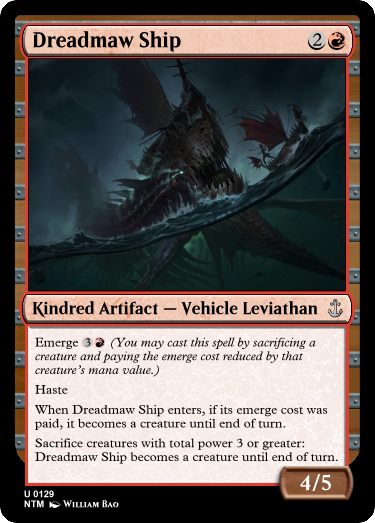 Dreadmaw Ship 2
Kindred Artifact — Vehicle Leviathan
Emerge 3 (You may cast this spell by sacrificing a
creature and paying the emerge cost reduced by that
creature's mana value.)
Haste
When Dreadmaw Ship enters, if its emerge cost was
paid, it becomes a creature until end of turn.
Sacrifice creatures with total power 3 or greater:
Dreadmaw Ship becomes a creature until end of turn.
4/5
U 0129
NTM William Bao